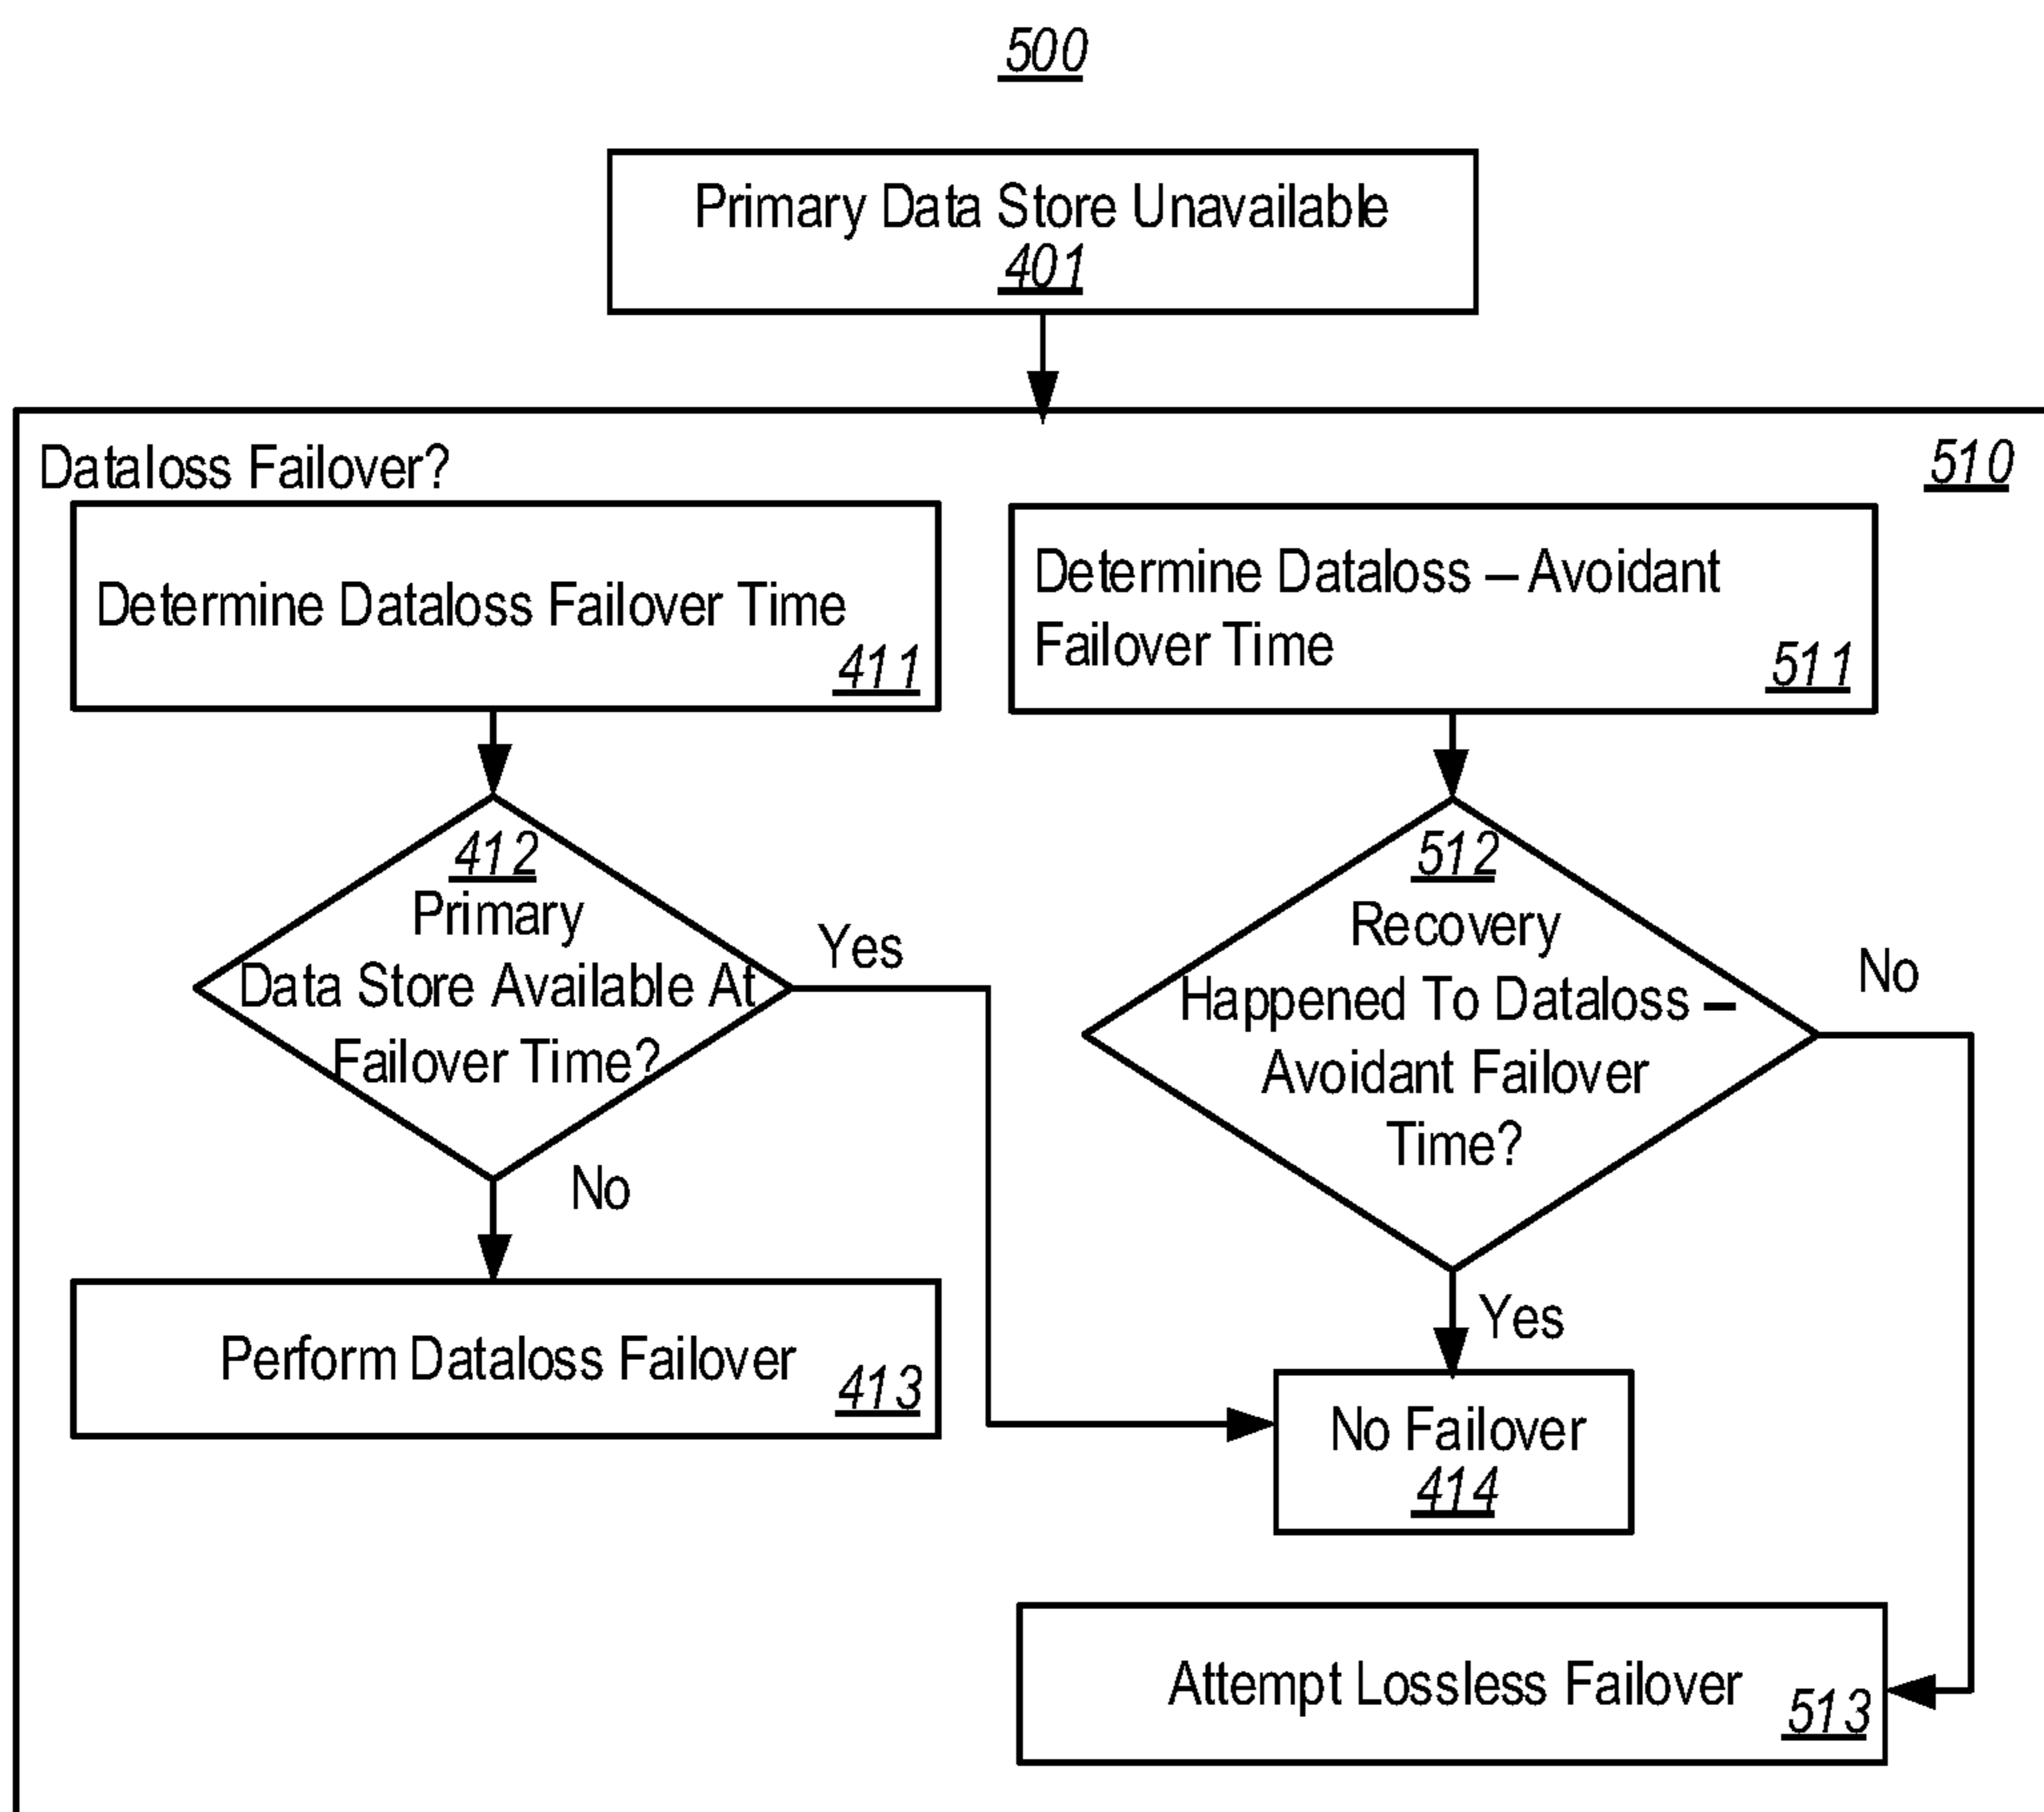 500
Primary Data Store Unavailable
401
Dataloss Failover?
510
Determine Dataloss Failover Time
411
Determine Dataloss – Avoidant
Failover Time
511
412
Primary
Data Store Available At
Failover Time?
Yes
No
512
Recovery
Happened To Dataloss –
Avoidant Failover
Time?
No
Yes
Perform Dataloss Failover
413
No Failover
414
Attempt Lossless Failover
513